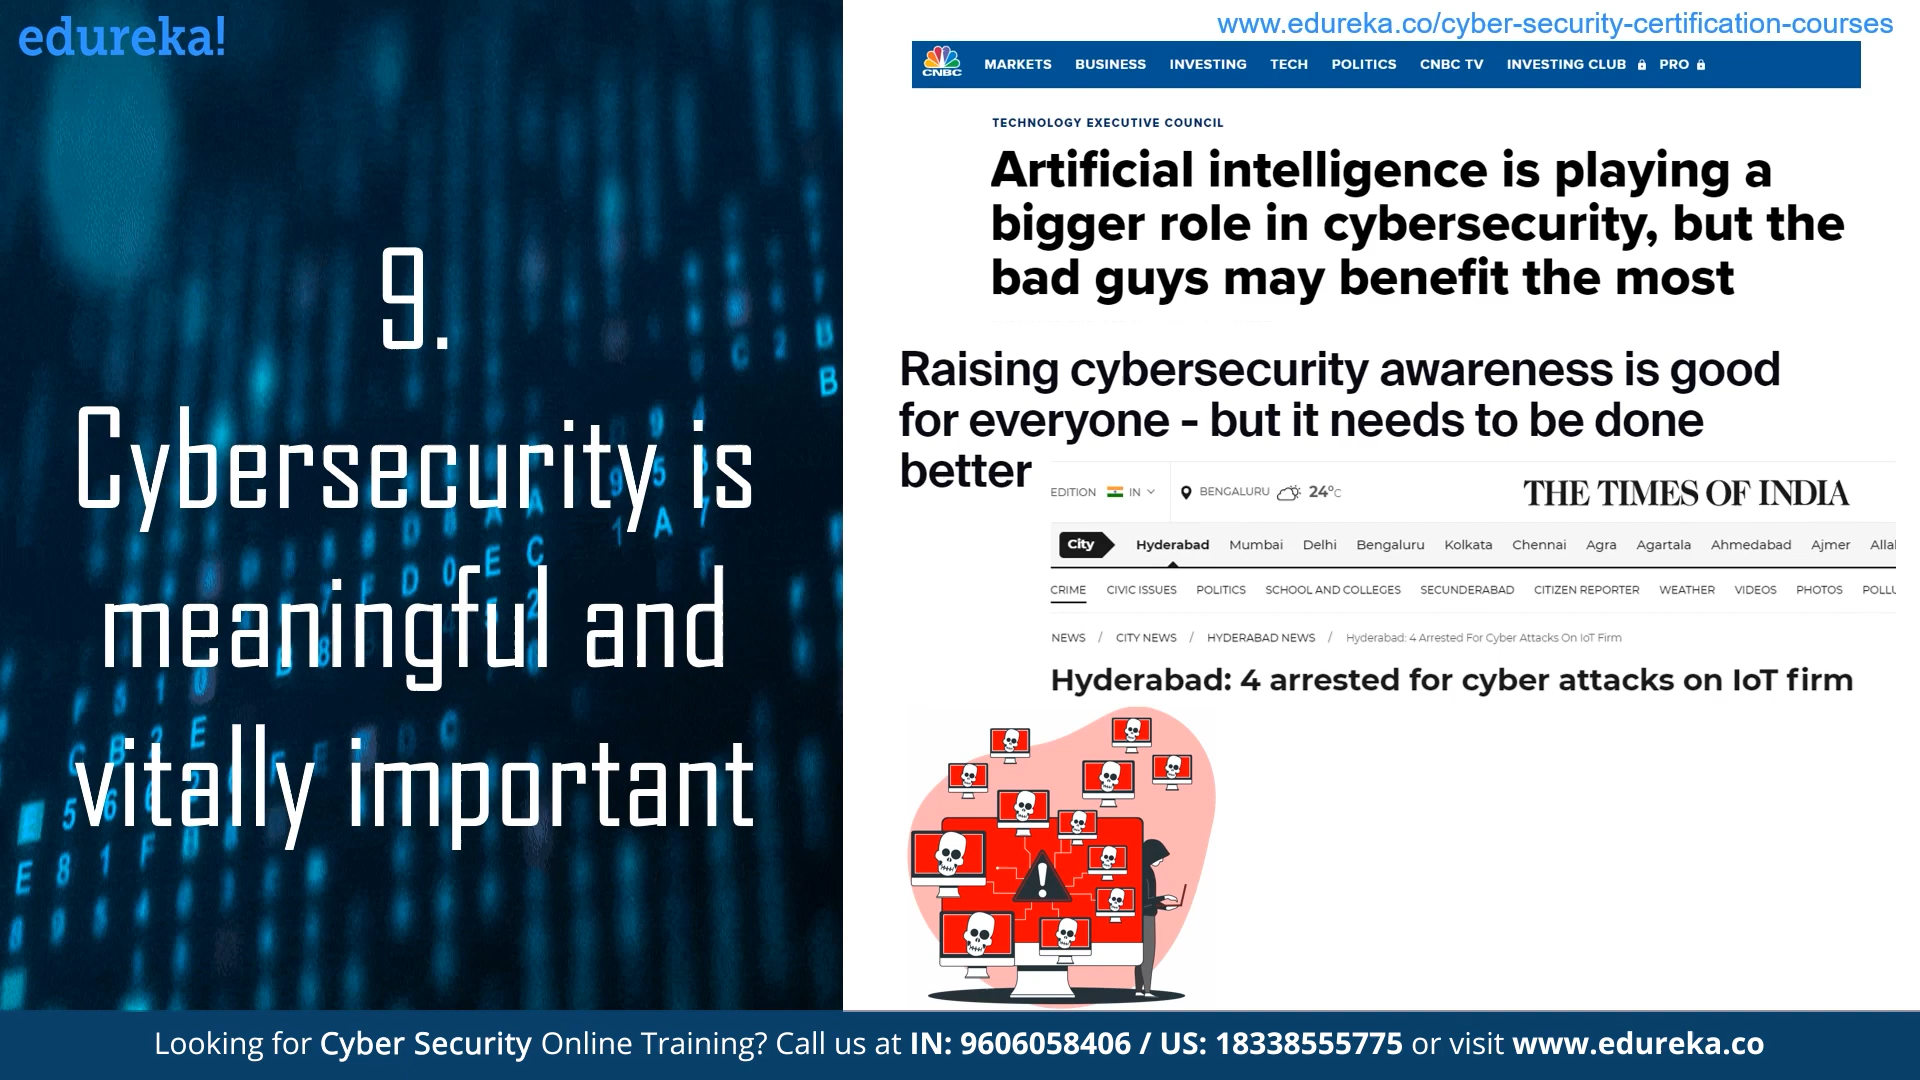 edureka!
9.
Cybersecurity is
meaningful and
vitally important
www.edureka.co/cyber-security-certification-courses
CNBC MARKETS BUSINESS INVESTING TECH POLITICS CNBC TV INVESTING CLUB PRO
TECHNOLOGY EXECUTIVE COUNCIL
Artificial intelligence is playing a
bigger role in cybersecurity, but the
bad guys may benefit the most
Raising cybersecurity awareness is good
for everyone - but it needs to be done
better
EDITION IN BENGALURU 24°C THE TIMES OF INDIA
City Hyderabad Mumbai Delhi Bengaluru Kolkata Chennai Agra Agartala Ahmedabad Ajmer Allal
CRIME CIVIC ISSUES POLITICS SCHOOL AND COLLEGES SECUNDERABAD CITIZEN REPORTER WEATHER VIDEOS PHOTOS POLLU
NEWS / CITY NEWS / HYDERABAD NEWS / Hyderabad: 4 Arrested For Cyber Attacks On IoT Firm
Hyderabad: 4 arrested for cyber attacks on IoT firm
Looking for Cyber Security Online Training? Call us at IN: 9606058406 / US: 18338555775 or visit www.edureka.co